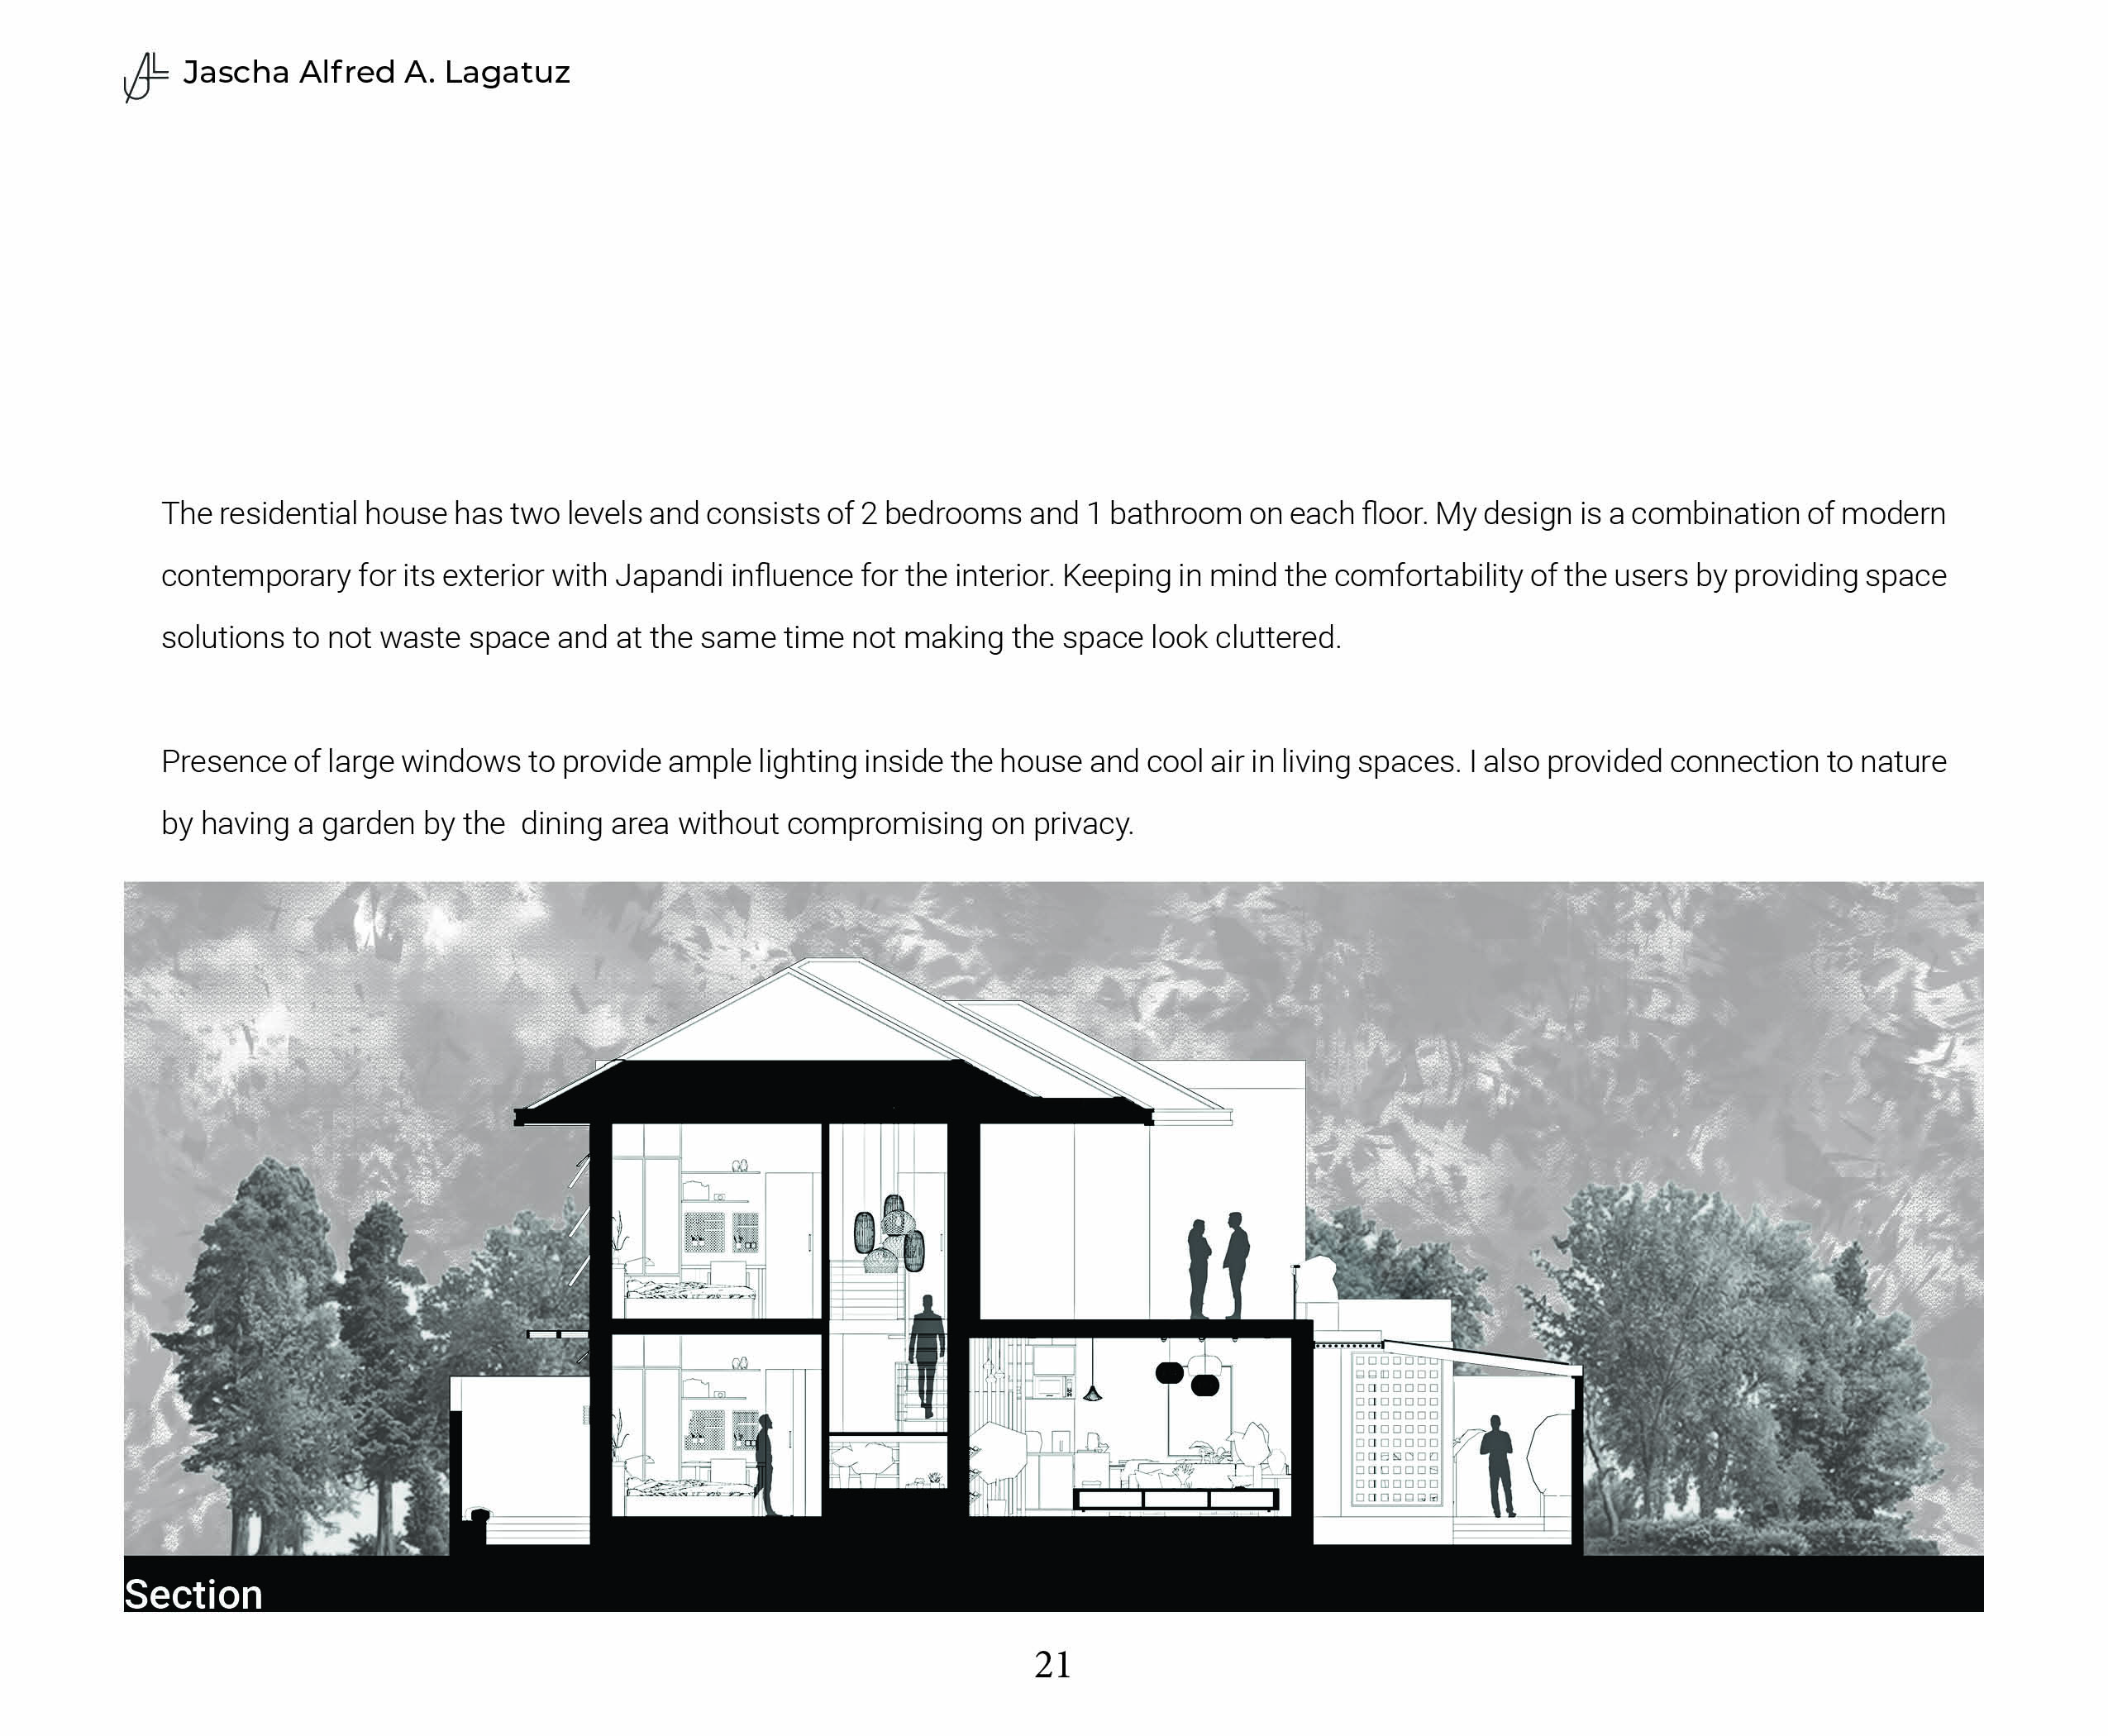 Jascha Alfred A. Lagatuz
The residential house has two levels and consists of 2 bedrooms and 1 bathroom on each floor. My design is a combination of modern
contemporary for its exterior with Japandi influence for the interior. Keeping in mind the comfortability of the users by providing space
solutions to not waste space and at the same time not making the space look cluttered.
Presence of large windows to provide ample lighting inside the house and cool air in living spaces. I also provided connection to nature
by having a garden by the  dining area without compromising on privacy.
Section
21